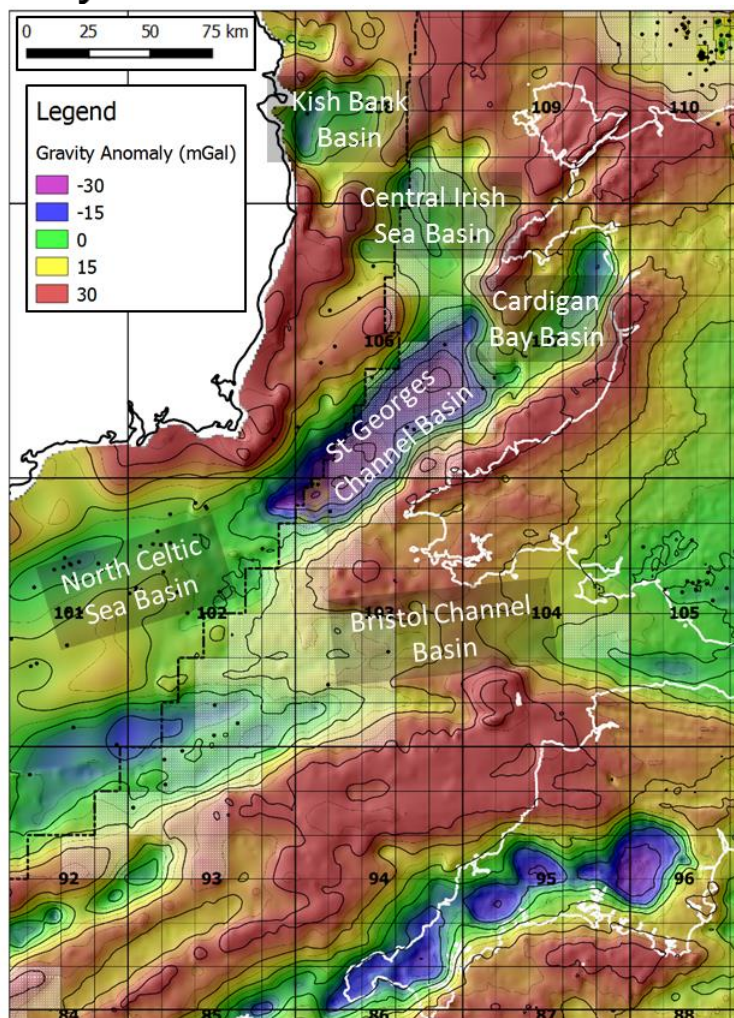 0 25 50 75 km
Legend
Gravity Anomaly (mGal)
-30
-15
0
15
30
Kish Bank
Basin
109
110
Central Irish
Sea Basin
Cardigan
Bay Basin
106
St Georges
Channel Basin
North Celtic
Sea Basin
101
102
Bristol Channel
Basin
104
105
92
93
94
95
96
84
85
86
87
88